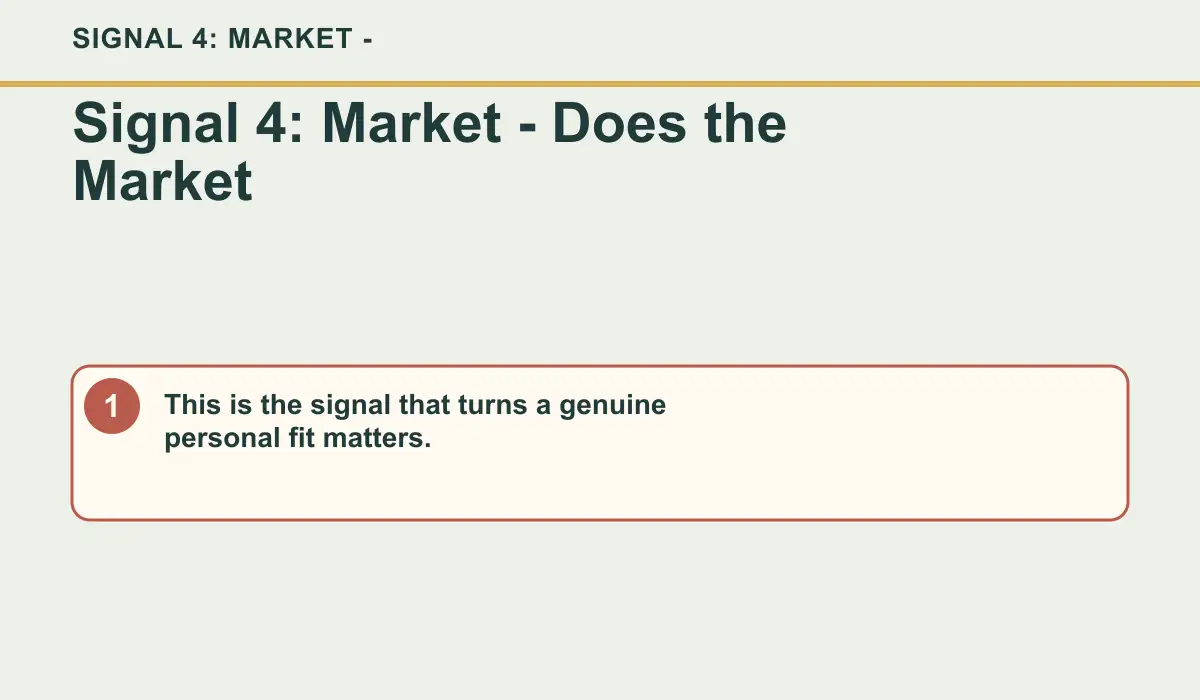 SIGNAL 4: MARKET -
Signal 4: Market - Does the
Market
1
This is the signal that turns a genuine
personal fit matters.